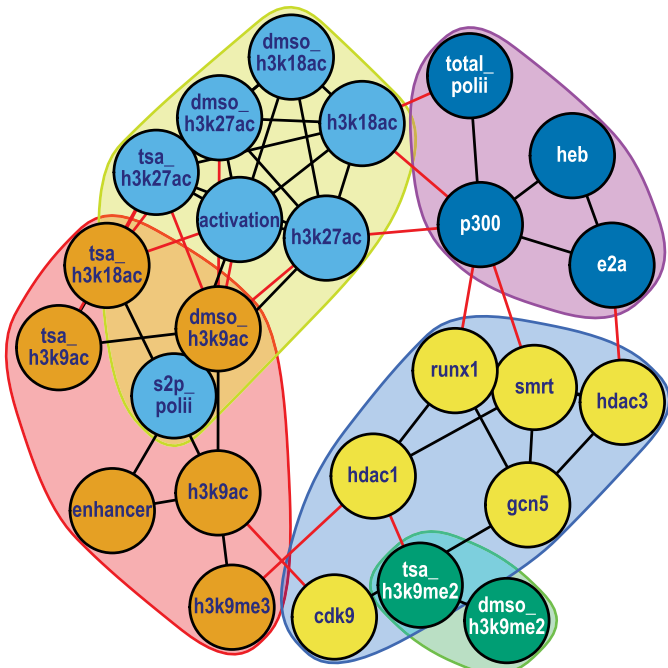 dmso_
h3k18ac
total_
polii
dmso_
h3k27ac
h3k18ac
heb
tsa_
h3k27ac
activation
h3k27ac
p300
e2a
tsa_
h3k18ac
dmso_
h3k9ac
tsa_
h3k9ac
runx1
smrt
hdac3
s2p_
polii
hdac1
h3k9ac
gcn5
enhancer
tsa_
h3k9me2
h3k9me3
cdk9
dmso_
h3k9me2